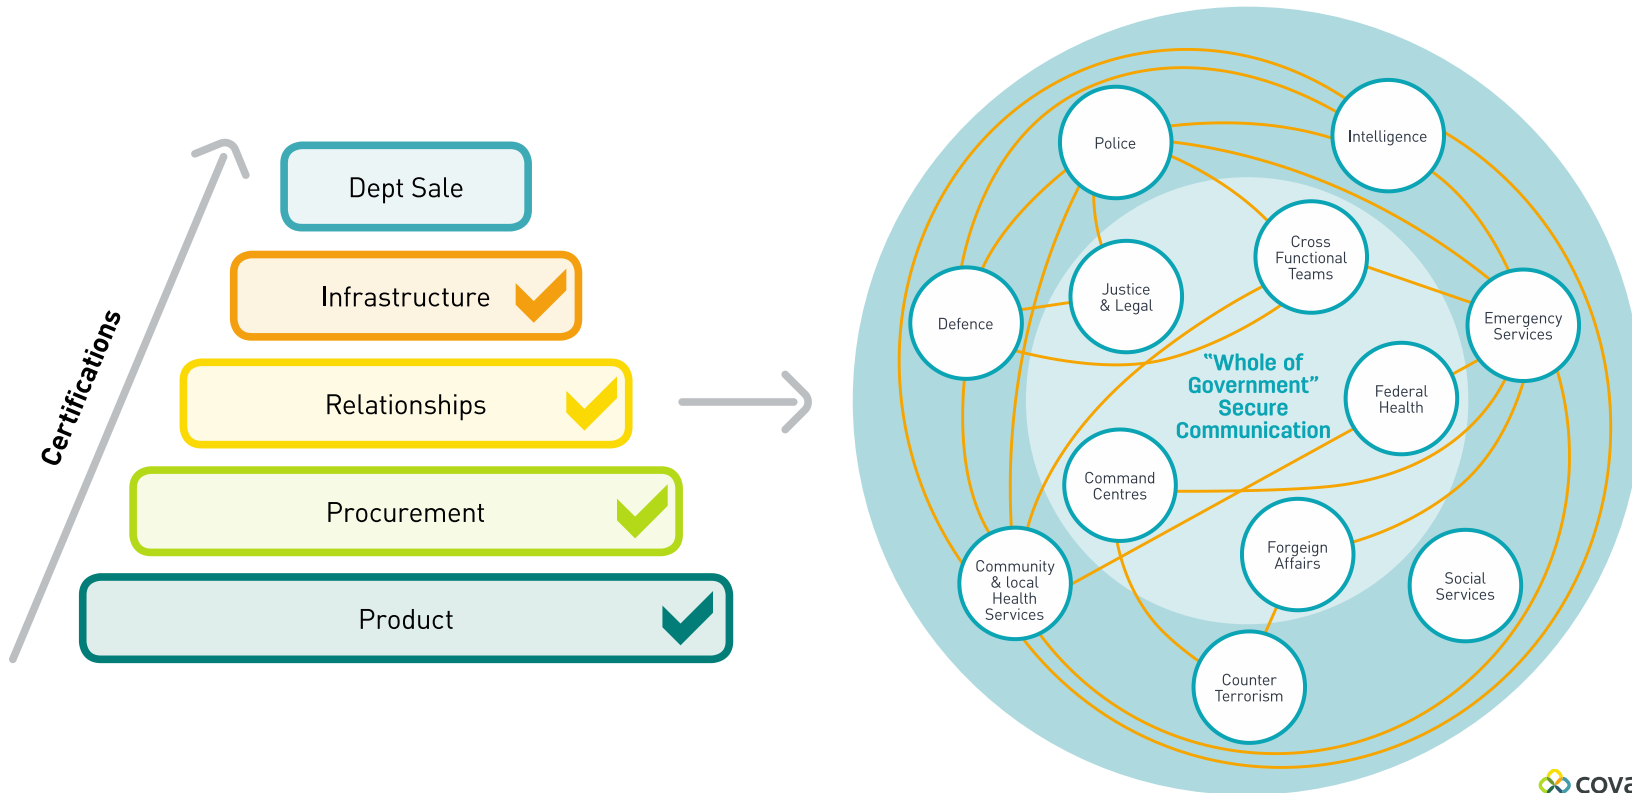 Certifications
Dept Sale
Infrastructure
Relationships
Procurement
Product
Police
Intelligence
Cross
Functional
Teams
Justice
& Legal
Defence
Emergency
Services
"Whole of
Government"
Secure
Communication
Federal
Health
Command
Centres
Forgeign
Affairs
Community
& local
Health
Services
Social
Services
Counter
Terrorism
cova